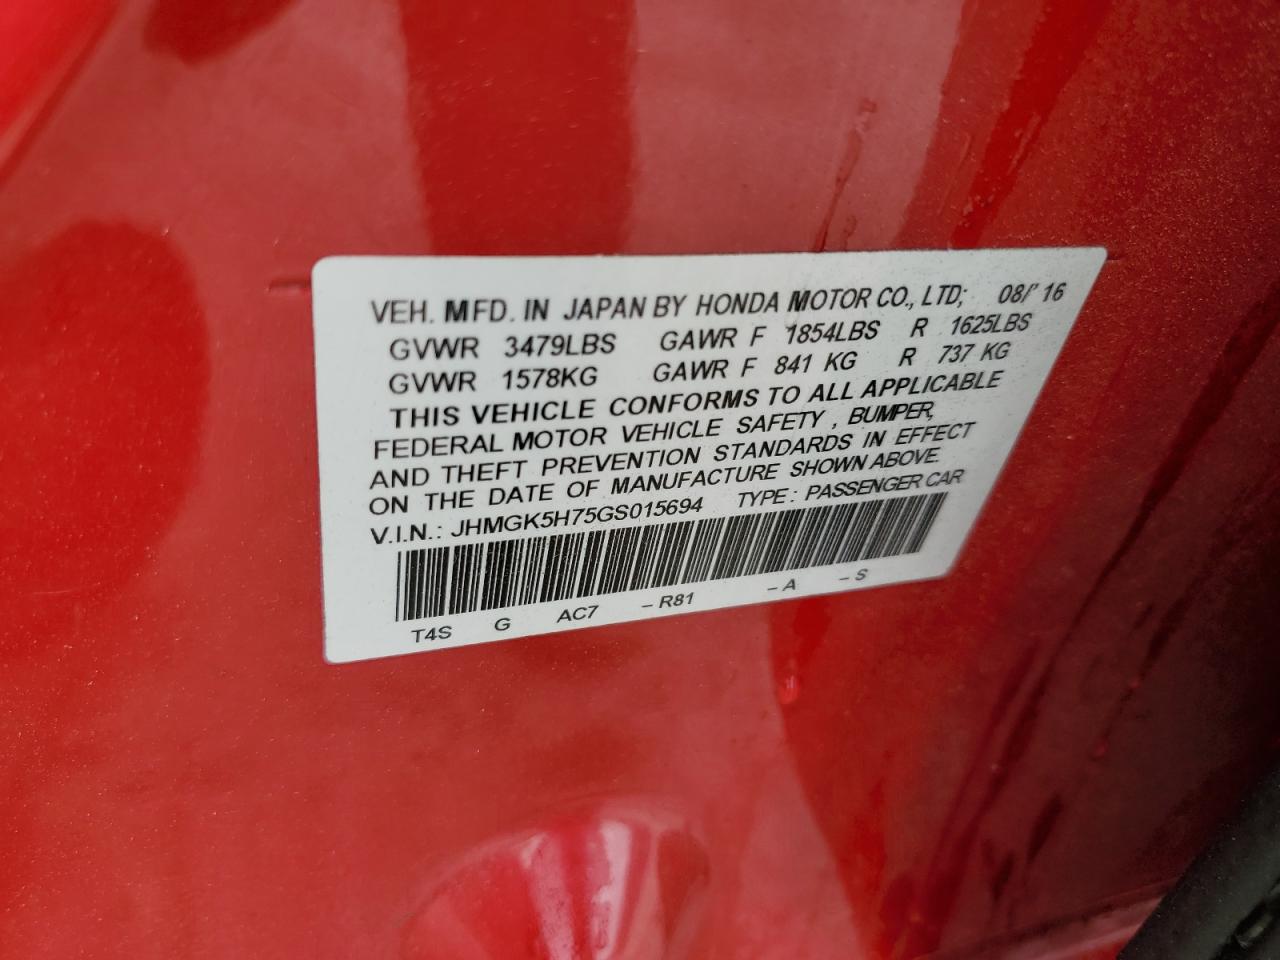 VEH. MFD. IN JAPAN BY HONDA MOTOR CO., LTD; 08/'16
GVWR 3479LBS GAWR F 1854LBS R 1625LBS
GVWR 1578KG GAWR F 841 KG R 737 KG
THIS VEHICLE CONFORMS TO ALL APPLICABLE
FEDERAL MOTOR VEHICLE SAFETY, BUMPER,
AND THEFT PREVENTION STANDARDS IN EFFECT
ON THE DATE OF MANUFACTURE SHOWN ABOVE.
V.I.N.: JHMGK5H75GS015694 TYPE: PASSENGER CAR
T4S G AC7 –R81 –A –S